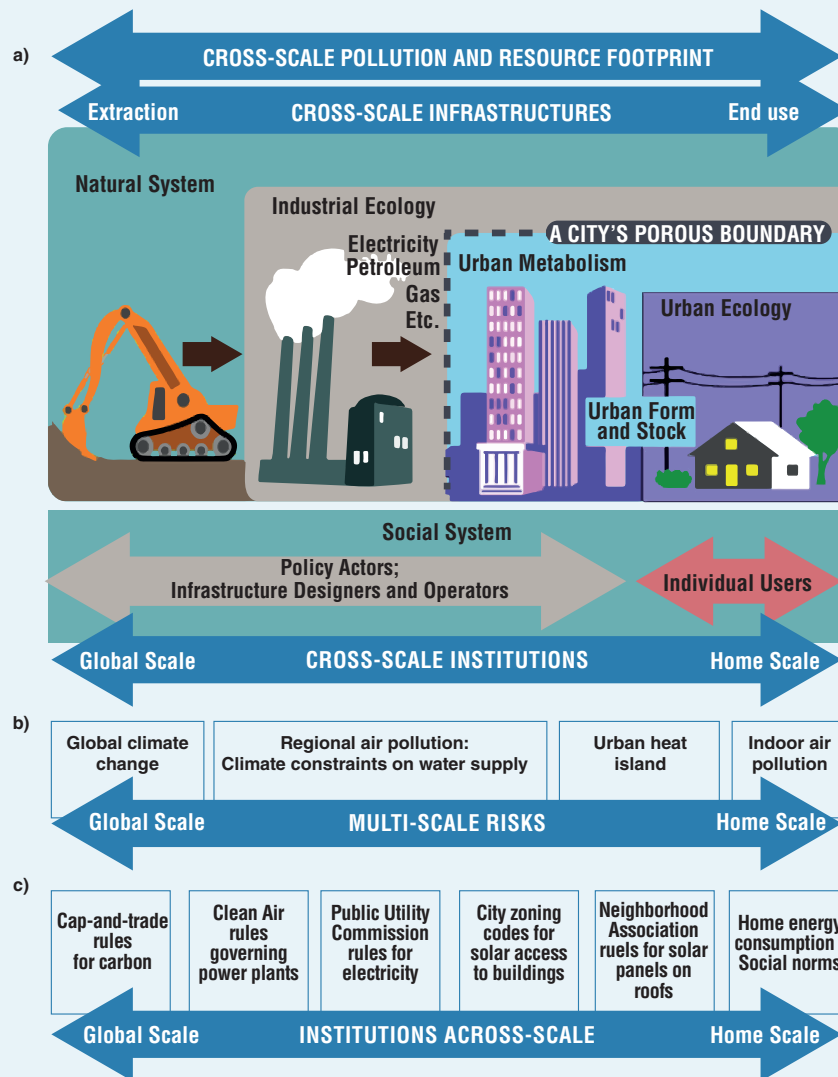 a)
CROSS-SCALE POLLUTION AND RESOURCE FOOTPRINT
Extraction
CROSS-SCALE INFRASTRUCTURES
End use
Natural System
Industrial Ecology
Electricity
Petroleum
Gas
Etc.
A CITY'S POROUS BOUNDARY
Urban Metabolism
Urban Ecology
Urban Form
and Stock
Social System
Policy Actors;
Infrastructure Designers and Operators
Individual Users
Global Scale
CROSS-SCALE INSTITUTIONS
Home Scale
b)
Global climate
change
Regional air pollution:
Climate constraints on water supply
Urban heat
island
Indoor air
pollution
Global Scale
MULTI-SCALE RISKS
Home Scale
c)
Cap-and-trade
rules
for carbon
Clean Air
rules
governing
power plants
Public Utility
Commission
rules for
electricity
City zoning
codes for
solar access
to buildings
Neighborhood
Association
ruels for solar
panels on
roofs
Home energy
consumption
Social norms
Global Scale
INSTITUTIONS ACROSS-SCALE
Home Scale